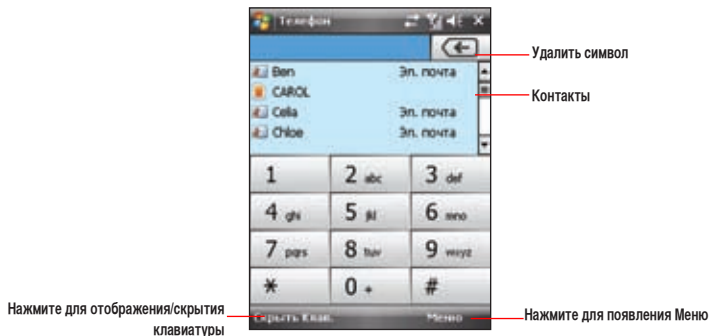 Телефон
Удалить символ
Ben Эл. почта
CAROL
Контакты
Celia Эл. почта
Chloe Эл. почта
1 2 abc 3 def
4 ghi 5 jkl 6 mno
7 pqrs 8 tuv 9 wxyz
* 0 + #
Скрыть Клав. Меню
Нажмите для отображения/скрытия
клавиатуры
Нажмите для появления Меню